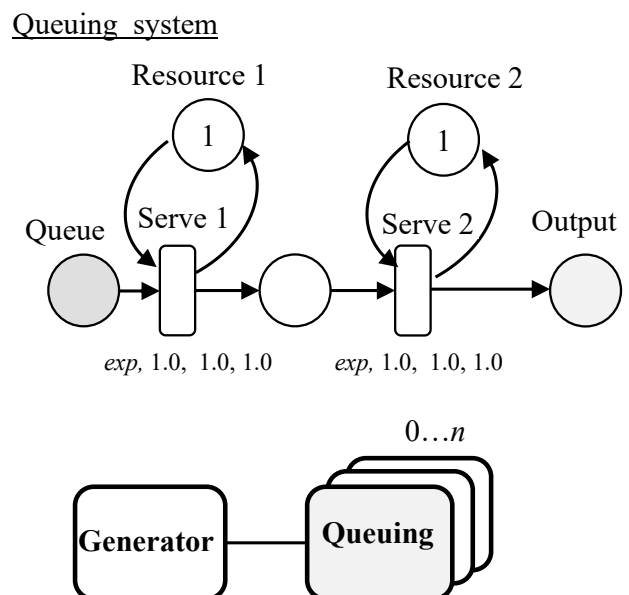 Queuing system
Resource 1 Resource 2
1 1
Queue Serve 1 Serve 2 Output
exp, 1.0, 1.0, 1.0 exp, 1.0, 1.0, 1.0
0…n
Generator Queuing